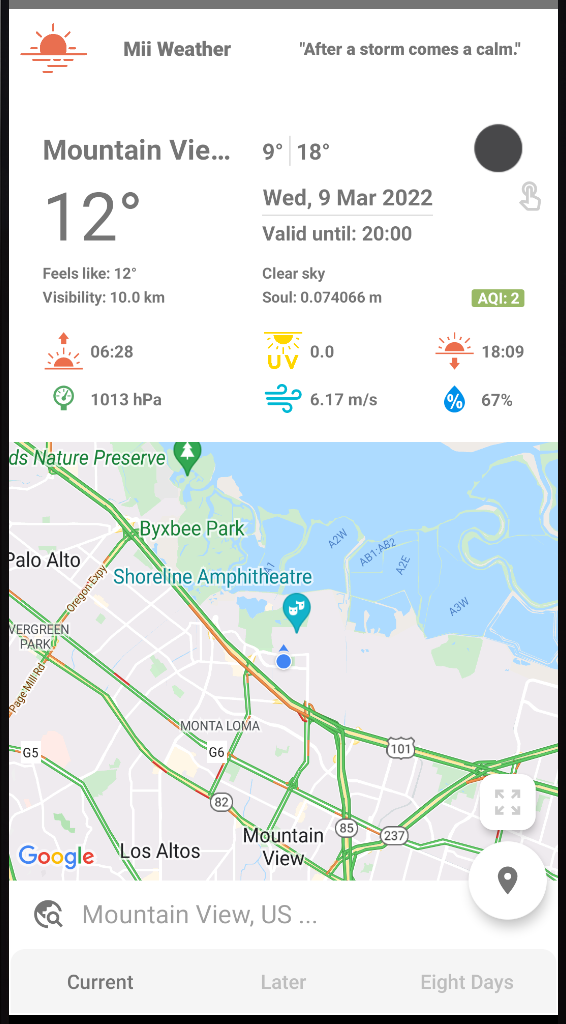 Mii Weather
"After a storm comes a calm."
Mountain Vie...
9° 18°
12°
Wed, 9 Mar 2022
Valid until: 20:00
Feels like: 12°
Clear sky
Visibility: 10.0 km
Soul: 0.074066 m
AQI: 2
06:28
UV
0.0
18:09
1013 hPa
6.17 m/s
%
67%
ds Nature Preserve
Byxbee Park
Palo Alto
Shoreline Amphitheatre
A2W
AB1:AB2
A2E
A1
A3W
Oregon Expy
VERGREEN
PARK
Page Mill Rd
MONTA LOMA
G5
G6
101
82
85
237
Mountain
View
Los Altos
Google
Mountain View, US ...
Current
Later
Eight Days